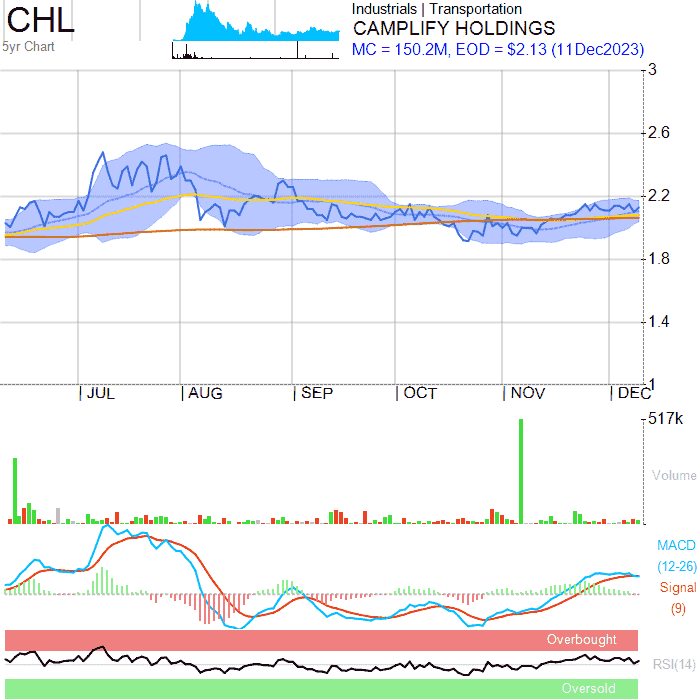 CHL
5yr Chart
Industrials | Transportation
CAMPLIFY HOLDINGS
MC = 150.2M, EOD = $2.13 (11Dec2023)
3
2.6
2.2
1.8
1.4
1
JUL AUG SEP OCT NOV DEC
517k
Volume
MACD
(12-26)
Signal
(9)
Overbought
RSI(14)
Oversold